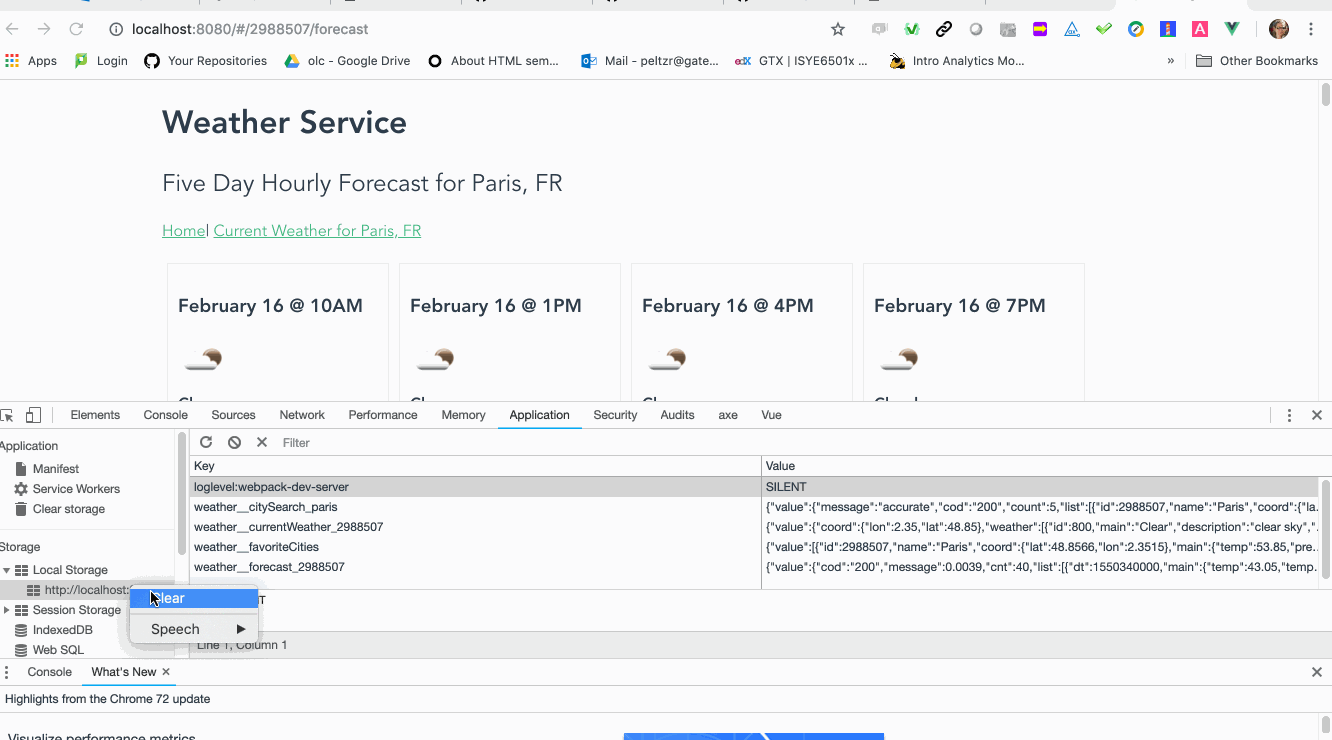 localhost:8080/#/2988507/forecast
Apps Login Your Repositories olc - Google Drive About HTML sem... Mail - peltzr@gate... edX GTX | ISYE6501x ... Intro Analytics Mo... » Other Bookmarks
Weather Service
Five Day Hourly Forecast for Paris, FR
Home| Current Weather for Paris, FR
February 16 @ 10AM February 16 @ 1PM February 16 @ 4PM February 16 @ 7PM
Elements Console Sources Network Performance Memory Application Security Audits axe Vue
Application
Manifest
Service Workers
Clear storage
Storage
Local Storage
http://localhost:
Session Storage
IndexedDB
Web SQL
Clear
Speech
Filter
Key Value
loglevel:webpack-dev-server SILENT
weather__citySearch_paris {"value":{"message":"accurate","cod":"200","count":5,"list":[{"id":2988507,"name":"Paris","coord":{"la...
weather__currentWeather_2988507 {"value":{"coord":{"lon":2.35,"lat":48.85},"weather":[{"id":800,"main":"Clear","description":"clear sky","...
weather__favoriteCities {"value":[{"id":2988507,"name":"Paris","coord":{"lat":48.8566,"lon":2.3515},"main":{"temp":53.85,"pre...
weather__forecast_2988507 {"value":{"cod":"200","message":0.0039,"cnt":40,"list":[{"dt":1550340000,"main":{"temp":43.05,"temp...
Line 1, Column 1
Console What's New
Highlights from the Chrome 72 update
Visualize performance metrics